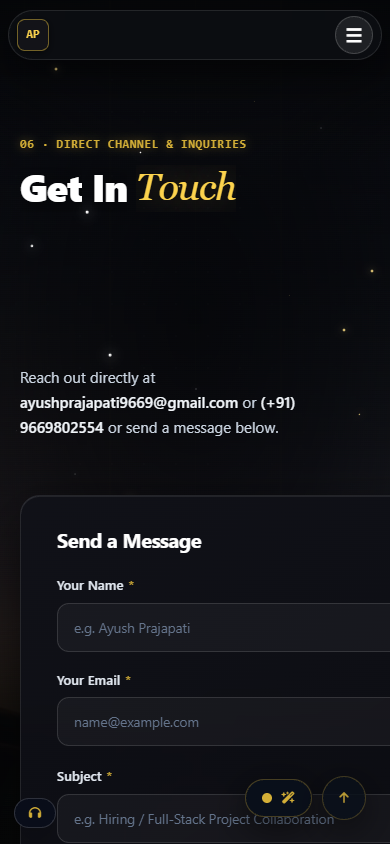 AP
06 · DIRECT CHANNEL & INQUIRIES
Get In Touch
Reach out directly at
ayushprajapati9669@gmail.com or (+91)
9669802554 or send a message below.
Send a Message
Your Name *
e.g. Ayush Prajapati
Your Email *
name@example.com
Subject *
e.g. Hiring / Full-Stack Project Collaboration